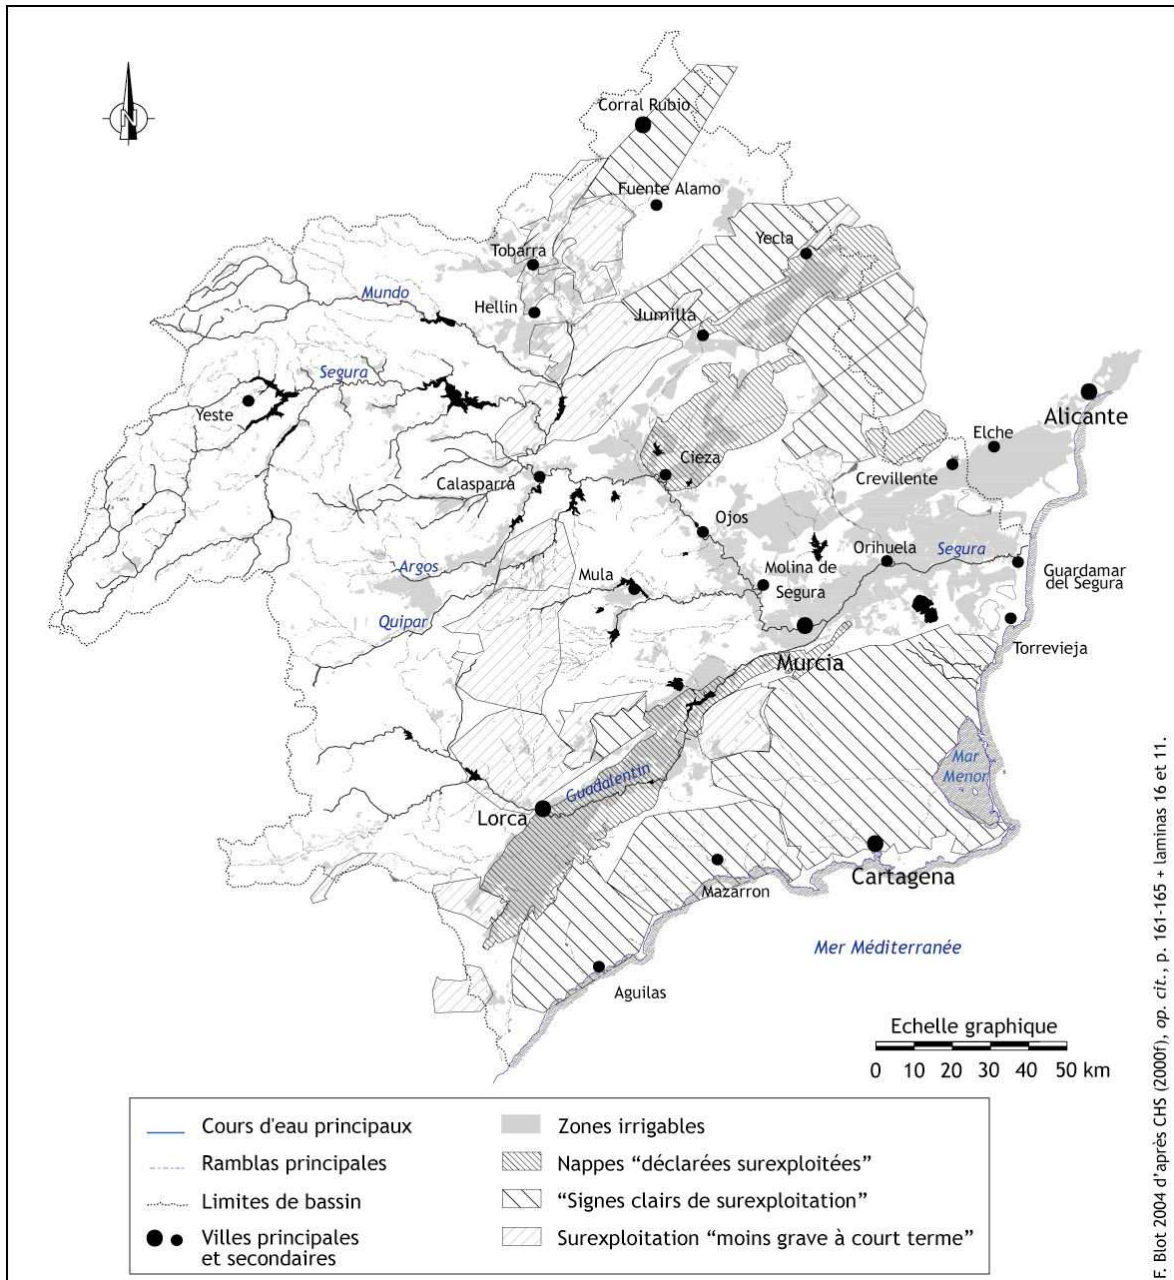 N
Corral Rubio
Fuente Alamo
Yecla
Tobarra
Mundo
Hellin
Jumilla
Segura
Yeste
Alicante
Elche
Cieza
Crevillente
Calasparra
Ojos
Orihuela
Segura
Argos
Mula
Molina de
Segura
Guardamar
del Segura
Quipar
Torrevieja
Murcia
Mar
Menor
Guadalentin
Lorca
Cartagena
Mazarron
Mer Méditerranée
Aguilas
Echelle graphique
0 10 20 30 40 50 km
Cours d'eau principaux
Ramblas principales
Limites de bassin
Villes principales
et secondaires
Zones irrigables
Nappes “déclarées surexploitées”
“Signes clairs de surexploitation”
Surexploitation “moins grave à court terme”
F. Blot 2004 d'après CHS (2000f), op. cit., p. 161-165 + laminas 16 et 11.